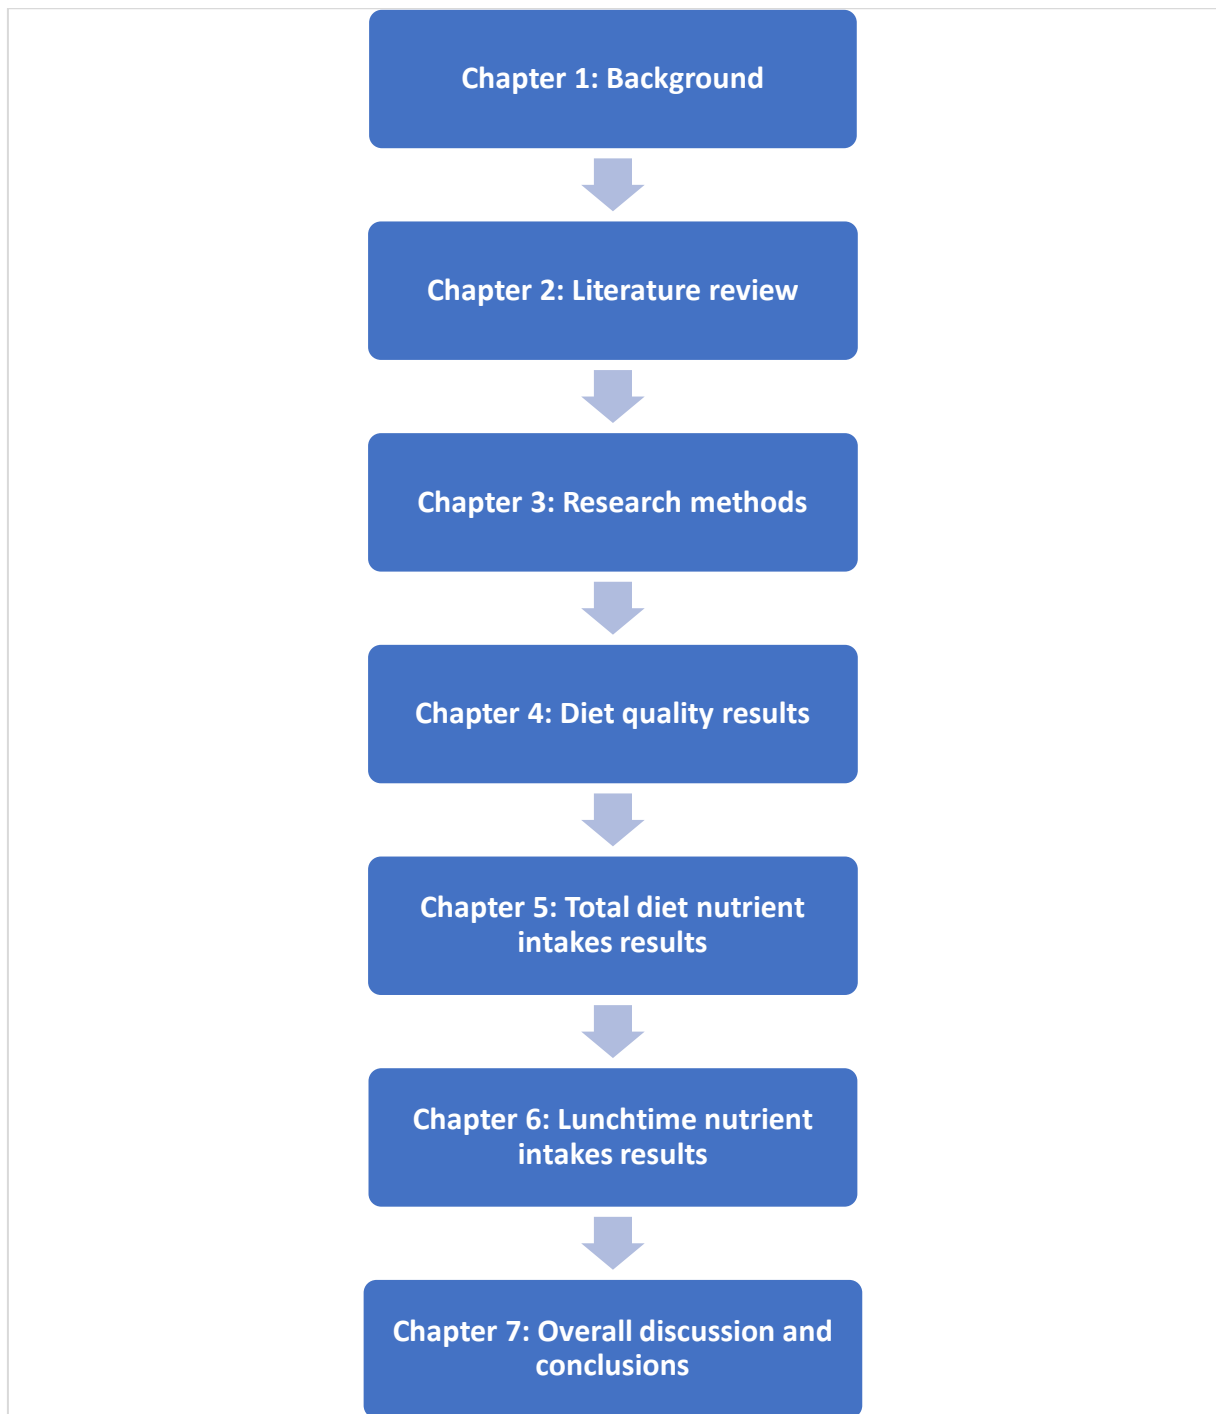 Chapter 1: Background
Chapter 2: Literature review
Chapter 3: Research methods
Chapter 4: Diet quality results
Chapter 5: Total diet nutrient
intakes results
Chapter 6: Lunchtime nutrient
intakes results
Chapter 7: Overall discussion and
conclusions